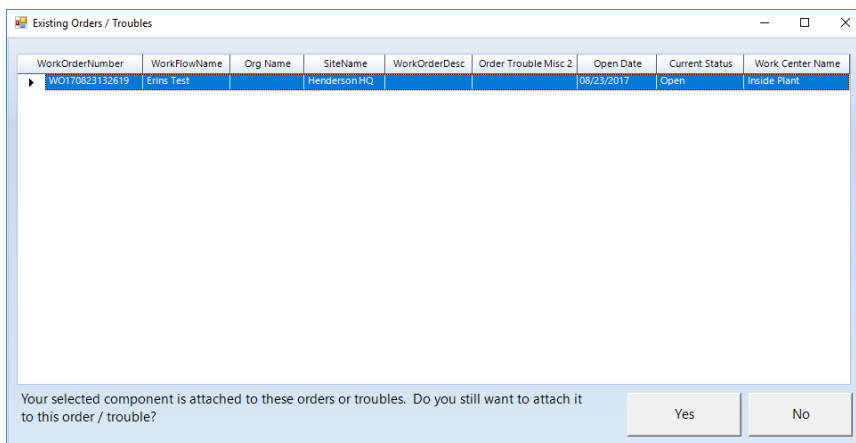 Existing Orders / Troubles
WorkOrderNumber WorkFlowName Org Name SiteName WorkOrderDesc Order Trouble Misc 2 Open Date Current Status Work Center Name
WO170823132619 Erins Test Henderson HQ 08/23/2017 Open Inside Plant
Your selected component is attached to these orders or troubles. Do you still want to attach it
to this order / trouble?
Yes No